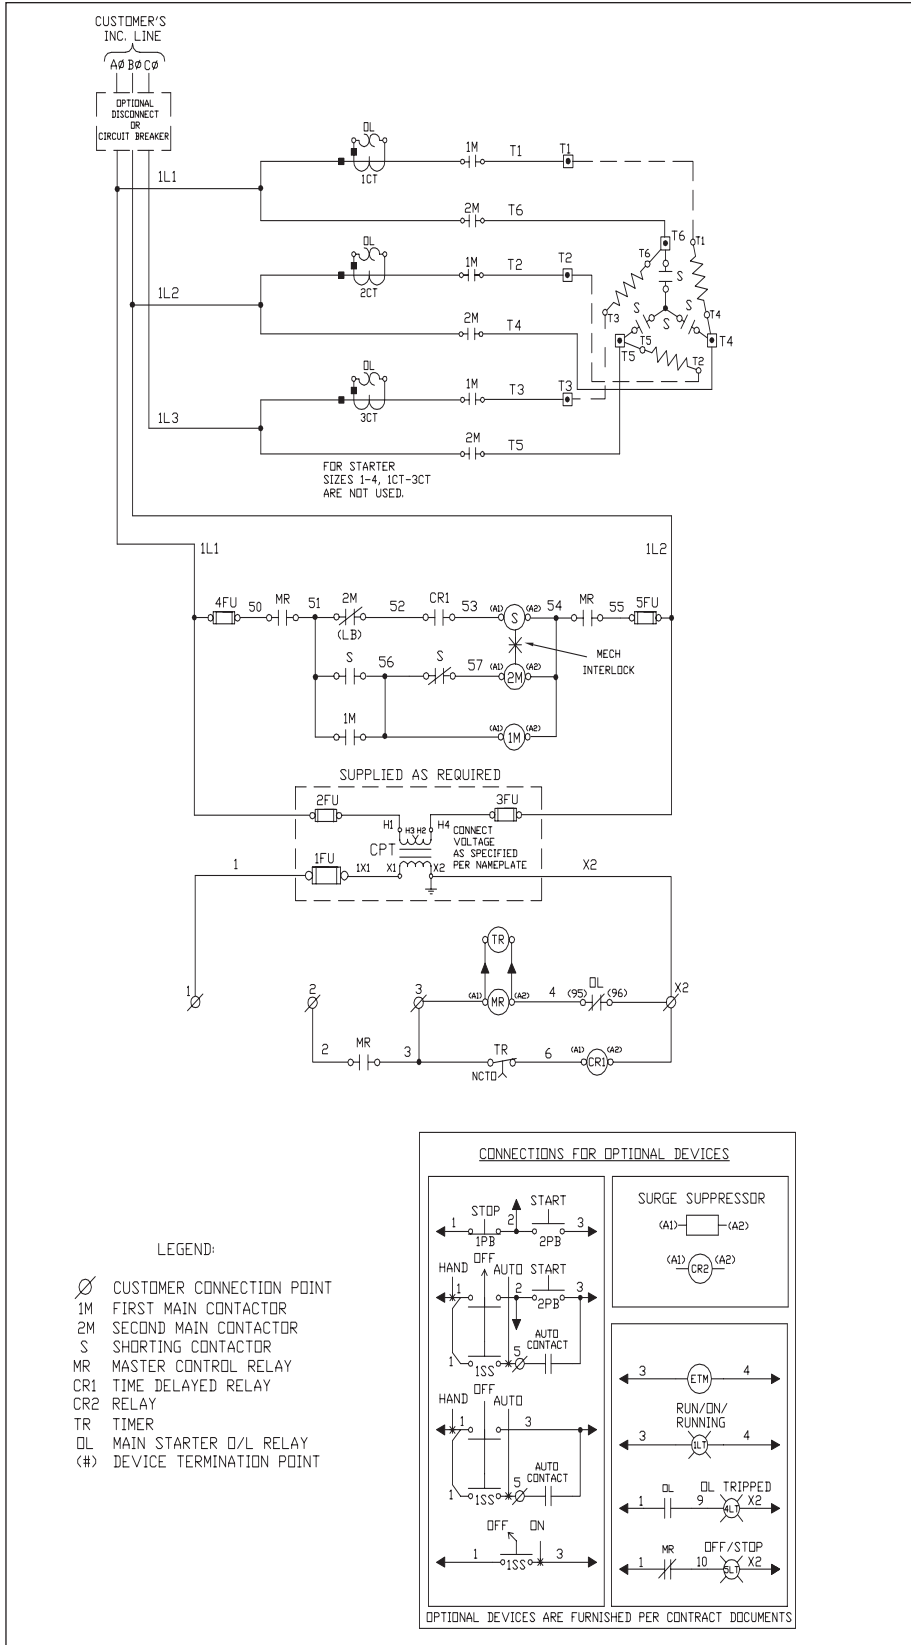 CUSTOMER'S
INC. LINE
AØ BØ CØ
OPTIONAL
DISCONNECT
OR
CIRCUIT BREAKER
OL
1CT
1M
T1
T1
1L1
2M
T6
T6
T1
T6
S
OL
2CT
1M
T2
T2
1L2
2M
T4
T3
S
S
T4
T4
T5
T5
T2
OL
3CT
1M
T3
T3
1L3
2M
T5
FOR STARTER
SIZES 1-4, 1CT-3CT
ARE NOT USED.
1L1
1L2
4FU
50
MR
51
2M
(LB)
52
CR1
53
(A1)
S
(A2)
54
MR
55
5FU
MECH
INTERLOCK
S
56
S
57
(A1)
2M
(A2)
1M
(A1)
1M
(A2)
SUPPLIED AS REQUIRED
2FU
3FU
H1
H3 H2
H4
CONNECT
VOLTAGE
AS SPECIFIED
PER NAMEPLATE
CPT
1
1FU
1X1
X1
X2
X2
TR
1
2
3
(A1)
MR
(A2)
4
(95)
OL
(96)
X2
2
MR
3
TR
NCTO
6
(A1)
CR1
(A2)
CONNECTIONS FOR OPTIONAL DEVICES
1
STOP
1PB
2
START
2PB
3
HAND
OFF
AUTO
1
2
START
2PB
3
1
1SS
5
AUTO
CONTACT
HAND
OFF
AUTO
1
3
1
1SS
5
AUTO
CONTACT
OFF
ON
1
1SS
3
SURGE SUPPRESSOR
(A1)
(A2)
(A1)
CR2
(A2)
3
ETM
4
RUN/ON/
RUNNING
3
1LT
4
1
OL
9
OL TRIPPED
4LT
X2
1
MR
10
OFF/STOP
5LT
X2
OPTIONAL DEVICES ARE FURNISHED PER CONTRACT DOCUMENTS
LEGEND:
Ø CUSTOMER CONNECTION POINT
1M FIRST MAIN CONTACTOR
2M SECOND MAIN CONTACTOR
S SHORTING CONTACTOR
MR MASTER CONTROL RELAY
CR1 TIME DELAYED RELAY
CR2 RELAY
TR TIMER
OL MAIN STARTER O/L RELAY
(#) DEVICE TERMINATION POINT